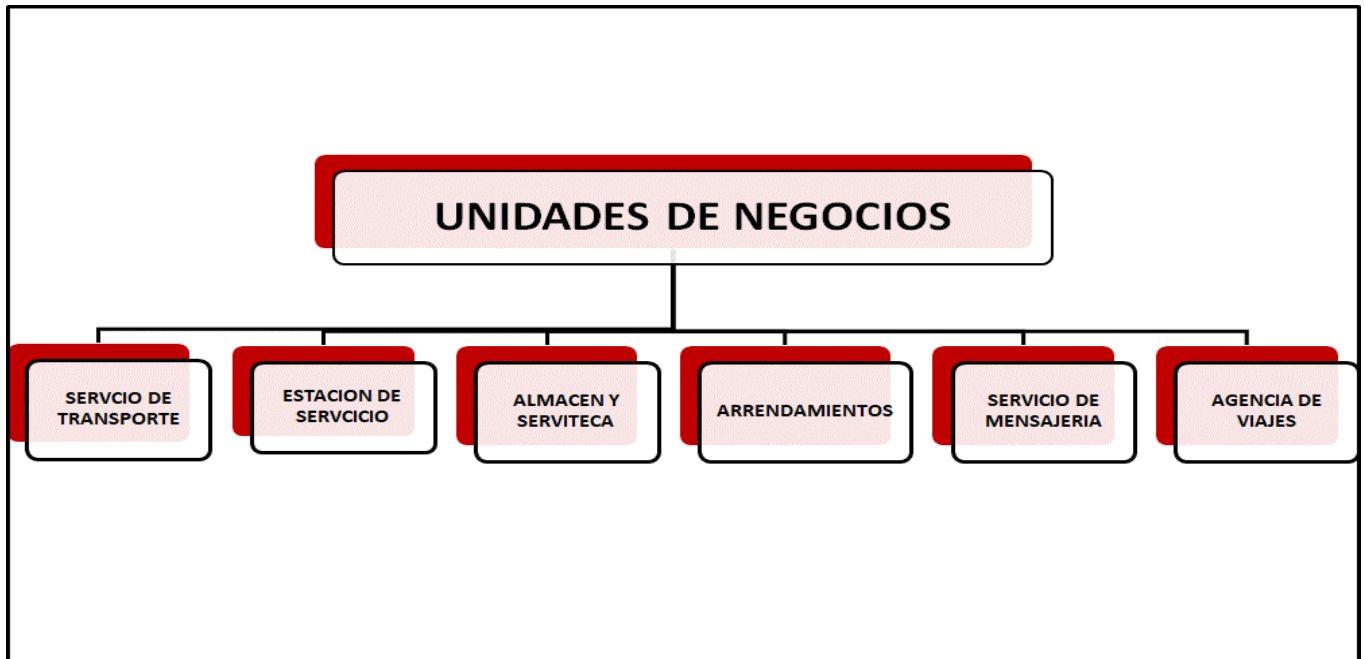 UNIDADES DE NEGOCIOS
SERVCIO DE
TRANSPORTE
ESTACION DE
SERVCICIO
ALMACEN Y
SERVITECA
ARRENDAMIENTOS
SERVICIO DE
MENSAJERIA
AGENCIA DE
VIAJES